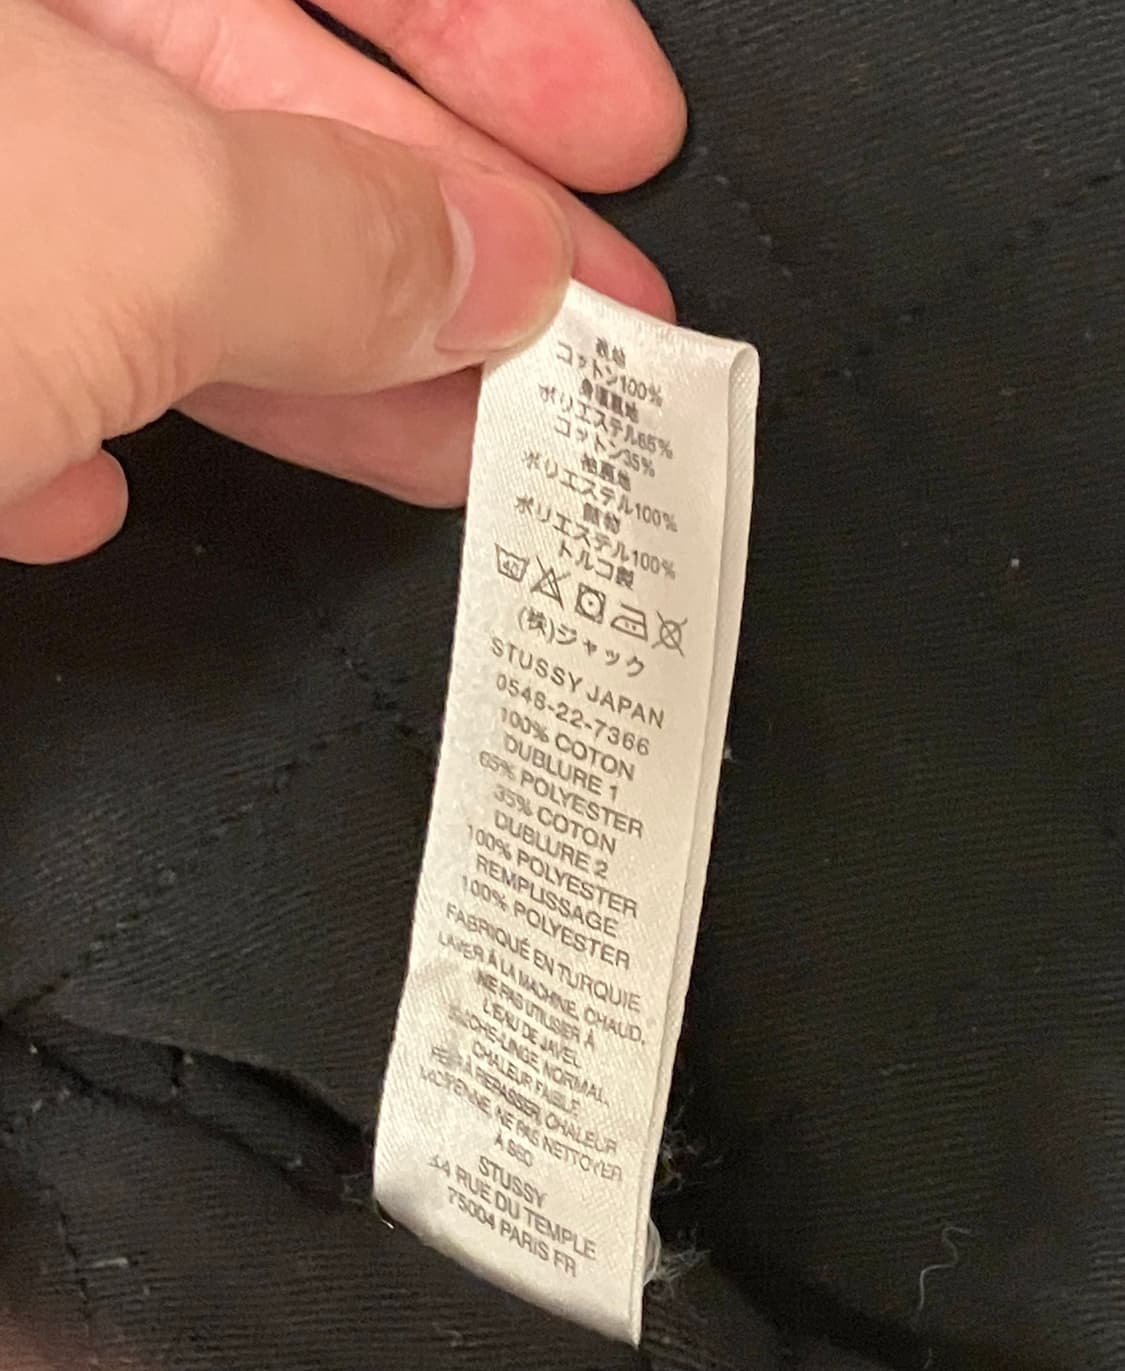 表地
コットン100%
身頃裏地
ポリエステル65%
コットン35%
袖裏地
ポリエステル100%
詰物
ポリエステル100%
トルコ製
40
(株)ジャック
STUSSY JAPAN
0548-22-7366
100% COTON
DUBLURE 1
65% POLYESTER
35% COTON
DUBLURE 2
100% POLYESTER
REMPLISSAGE
100% POLYESTER
FABRIQUÉ EN TURQUIE
LAVER À LA MACHINE, CHAUD,
NE PAS UTILISER À
L'EAU DE JAVEL
SÈCHE-LINGE, NORMAL,
CHALEUR FAIBLE
FER À REPASSER, CHALEUR
MOYENNE, NE PAS NETTOYER
À SEC
STUSSY
44 RUE DU TEMPLE
75004 PARIS FR